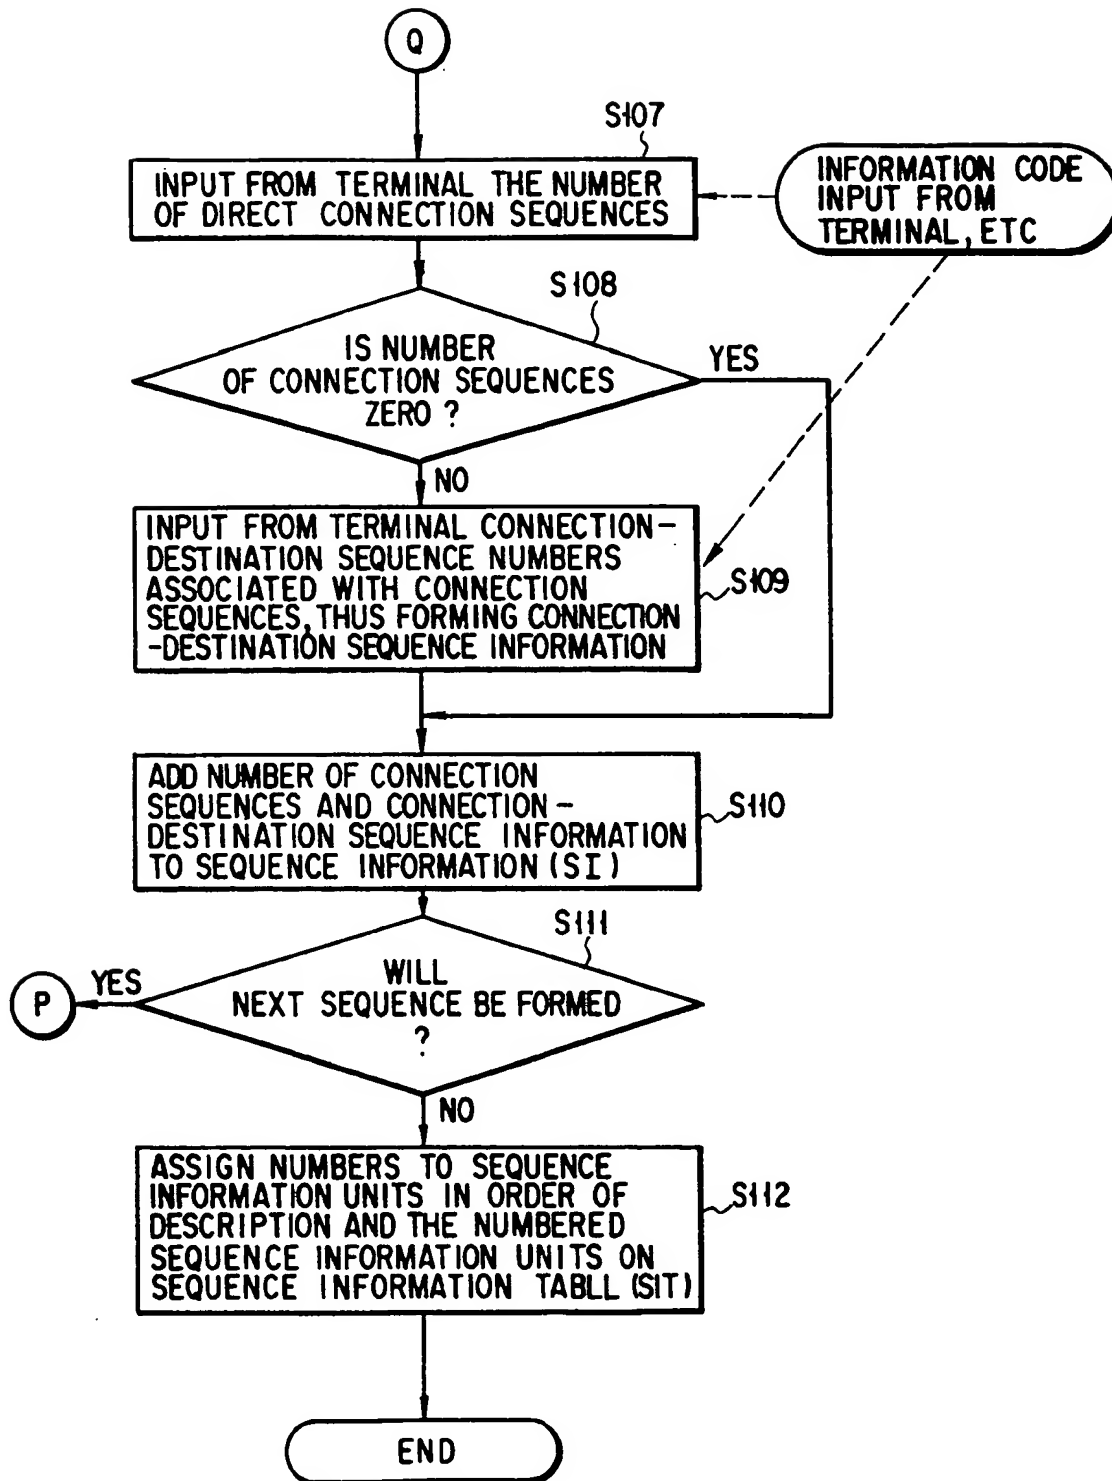 Q
S107
INPUT FROM TERMINAL THE NUMBER
OF DIRECT CONNECTION SEQUENCES
INFORMATION CODE
INPUT FROM
TERMINAL, ETC
S108
IS NUMBER
OF CONNECTION SEQUENCES
ZERO ?
YES
NO
INPUT FROM TERMINAL CONNECTION-
DESTINATION SEQUENCE NUMBERS
ASSOCIATED WITH CONNECTION
SEQUENCES, THUS FORMING CONNECTION
-DESTINATION SEQUENCE INFORMATION
S109
ADD NUMBER OF CONNECTION
SEQUENCES AND CONNECTION-
DESTINATION SEQUENCE INFORMATION
TO SEQUENCE INFORMATION (SI)
S110
S111
WILL
NEXT SEQUENCE BE FORMED
?
YES
P
NO
ASSIGN NUMBERS TO SEQUENCE
INFORMATION UNITS IN ORDER OF
DESCRIPTION AND THE NUMBERED
SEQUENCE INFORMATION UNITS ON
SEQUENCE INFORMATION TABLL (SIT)
S112
END